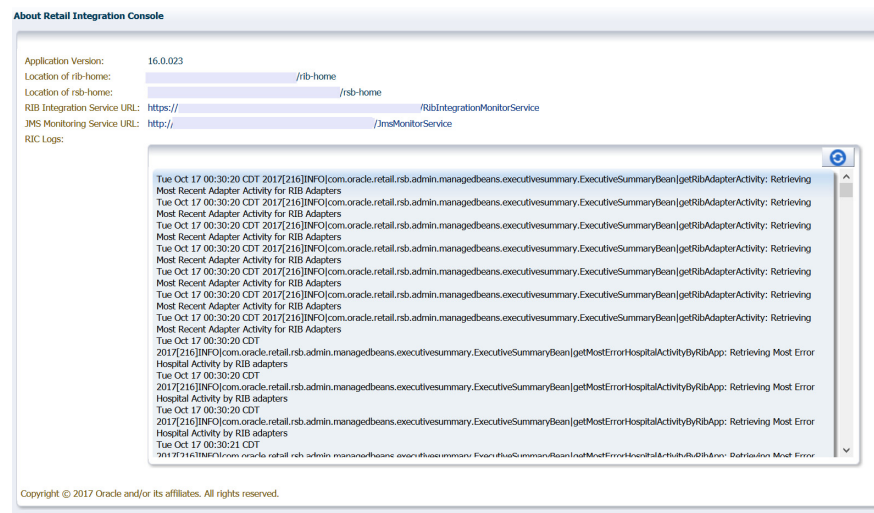 About Retail Integration Console
Application Version: 16.0.023
Location of rib-home: /rib-home
Location of rsb-home: /rsb-home
RIB Integration Service URL: https:// /RibIntegrationMonitorService
JMS Monitoring Service URL: http:// /JmsMonitorService
RIC Logs:
Tue Oct 17 00:30:20 CDT 2017[216]INFO|com.oracle.retail.rsb.admin.managedbeans.executivesummary.ExecutiveSummaryBean|getRibAdapterActivity: Retrieving
Most Recent Adapter Activity for RIB Adapters
Tue Oct 17 00:30:20 CDT 2017[216]INFO|com.oracle.retail.rsb.admin.managedbeans.executivesummary.ExecutiveSummaryBean|getRibAdapterActivity: Retrieving
Most Recent Adapter Activity for RIB Adapters
Tue Oct 17 00:30:20 CDT 2017[216]INFO|com.oracle.retail.rsb.admin.managedbeans.executivesummary.ExecutiveSummaryBean|getRibAdapterActivity: Retrieving
Most Recent Adapter Activity for RIB Adapters
Tue Oct 17 00:30:20 CDT 2017[216]INFO|com.oracle.retail.rsb.admin.managedbeans.executivesummary.ExecutiveSummaryBean|getRibAdapterActivity: Retrieving
Most Recent Adapter Activity for RIB Adapters
Tue Oct 17 00:30:20 CDT 2017[216]INFO|com.oracle.retail.rsb.admin.managedbeans.executivesummary.ExecutiveSummaryBean|getRibAdapterActivity: Retrieving
Most Recent Adapter Activity for RIB Adapters
Tue Oct 17 00:30:20 CDT 2017[216]INFO|com.oracle.retail.rsb.admin.managedbeans.executivesummary.ExecutiveSummaryBean|getRibAdapterActivity: Retrieving
Most Recent Adapter Activity for RIB Adapters
Tue Oct 17 00:30:20 CDT 2017[216]INFO|com.oracle.retail.rsb.admin.managedbeans.executivesummary.ExecutiveSummaryBean|getRibAdapterActivity: Retrieving
Most Recent Adapter Activity for RIB Adapters
Tue Oct 17 00:30:20 CDT
2017[216]INFO|com.oracle.retail.rsb.admin.managedbeans.executivesummary.ExecutiveSummaryBean|getMostErrorHospitalActivityByRibApp: Retrieving Most Error
Hospital Activity by RIB adapters
Tue Oct 17 00:30:20 CDT
2017[216]INFO|com.oracle.retail.rsb.admin.managedbeans.executivesummary.ExecutiveSummaryBean|getMostErrorHospitalActivityByRibApp: Retrieving Most Error
Hospital Activity by RIB adapters
Tue Oct 17 00:30:20 CDT
2017[216]INFO|com.oracle.retail.rsb.admin.managedbeans.executivesummary.ExecutiveSummaryBean|getMostErrorHospitalActivityByRibApp: Retrieving Most Error
Hospital Activity by RIB adapters
Tue Oct 17 00:30:21 CDT
2017[216]INFO|com.oracle.retail.rsb.admin.managedbeans.executivesummary.ExecutiveSummaryBean|getMostErrorHospitalActivityByRibApp: Retrieving Most Error
Copyright © 2017 Oracle and/or its affiliates. All rights reserved.